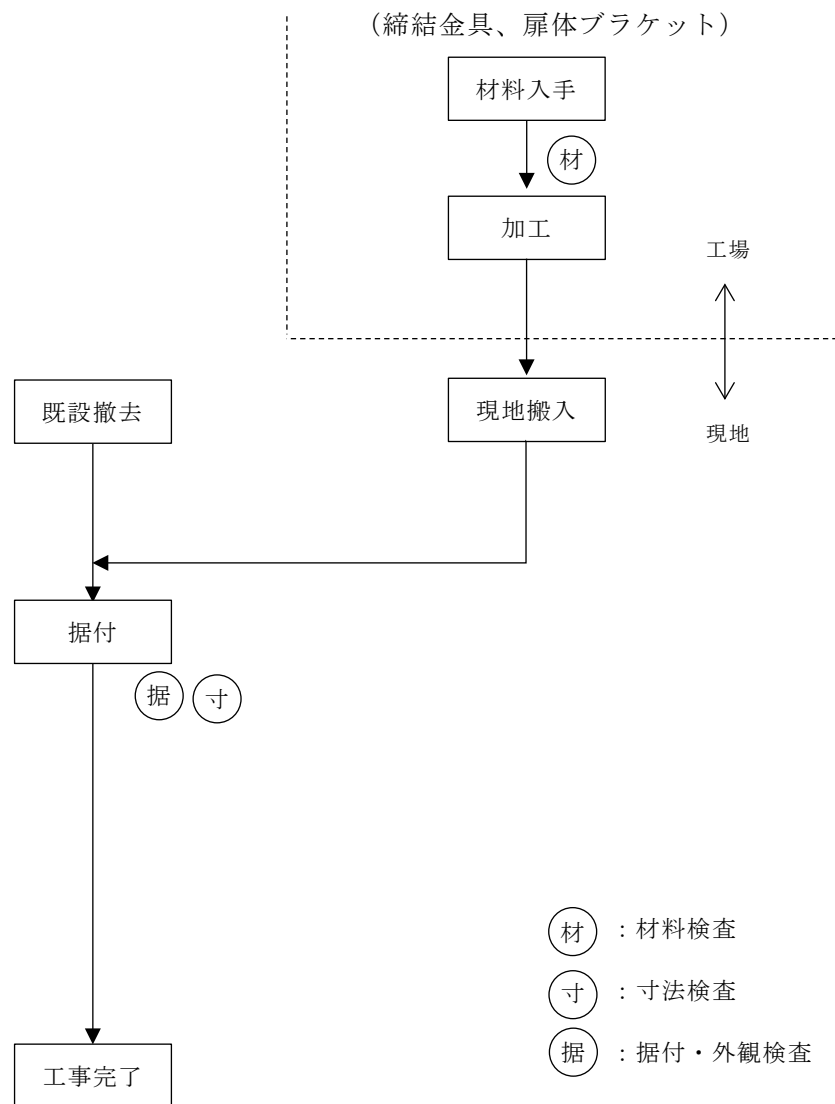 （締結金具、扉体ブラケット）
材料入手
材
加工
工場
既設撤去
現地搬入
現地
据付
据 寸
材 ：材料検査
寸 ：寸法検査
据 ：据付・外観検査
工事完了